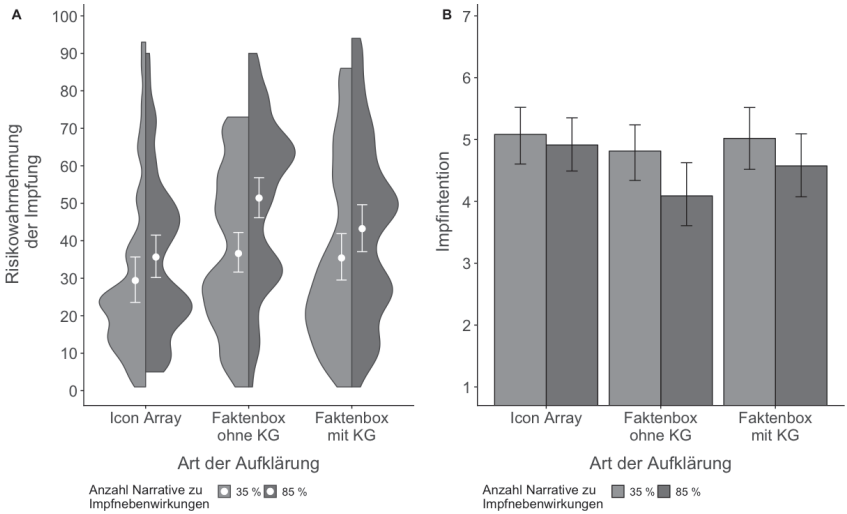 A
Risikowahrnehmung
der Impfung
100
90
80
70
60
50
40
30
20
10
0
Icon Array
Faktenbox
ohne KG
Faktenbox
mit KG
Art der Aufklärung
Anzahl Narrative zu
Impfnebenwirkungen
35 %
85 %
B
Impfintention
7
6
5
4
3
2
1
Icon Array
Faktenbox
ohne KG
Faktenbox
mit KG
Art der Aufklärung
Anzahl Narrative zu
Impfnebenwirkungen
35 %
85 %